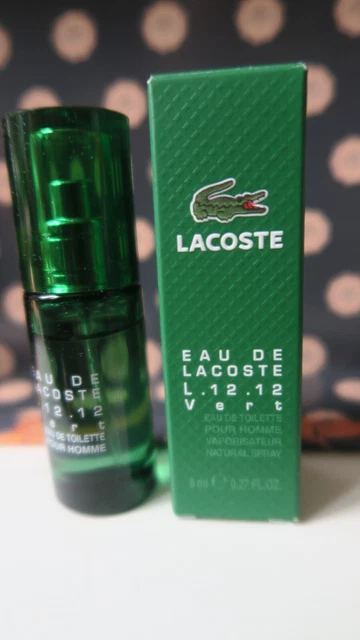 EAU DE
LACOSTE
L.12.12
Vert
EAU DE TOILETTE
POUR HOMME
LACOSTE
EAU DE
LACOSTE
L.12.12
Vert
EAU DE TOILETTE
POUR HOMME
VAPORISATEUR
NATURAL SPRAY
8 ml ℮ 0.27 FL.OZ.